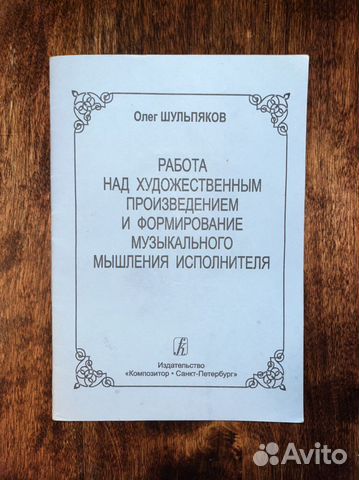 Олег ШУЛЬПЯКОВ
РАБОТА
НАД ХУДОЖЕСТВЕННЫМ
ПРОИЗВЕДЕНИЕМ
И ФОРМИРОВАНИЕ
МУЗЫКАЛЬНОГО
МЫШЛЕНИЯ ИСПОЛНИТЕЛЯ
Издательство
«Композитор • Санкт-Петербург»
Avito